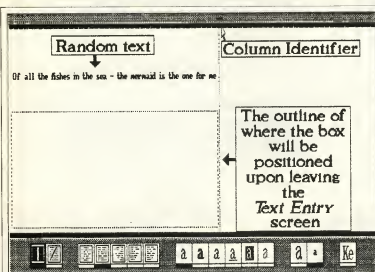 Random text
Column Identifier
Of all the fishes in the sea - the mermaid is the one for me
The outline of
where the box
will be
positioned
upon leaving
the
Text Entry
screen
a a a a a a a a Ke